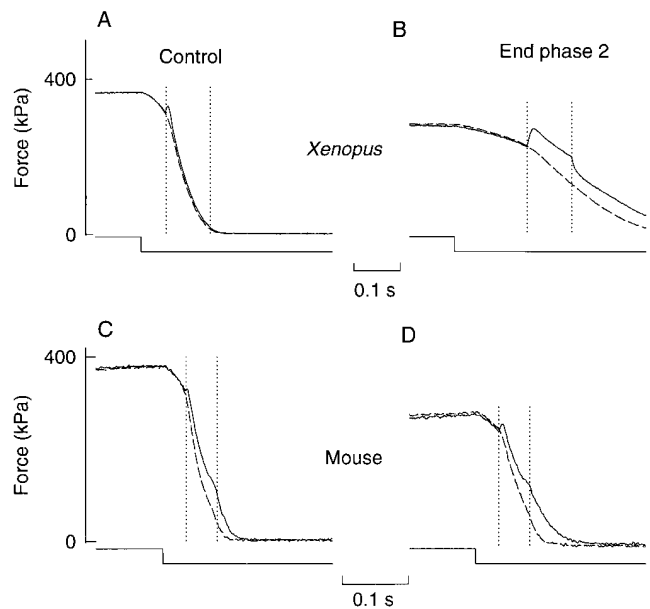 A
B
Control
End phase 2
400
Force (kPa)
Xenopus
0
0.1 s
C
D
400
Force (kPa)
Mouse
0
0.1 s